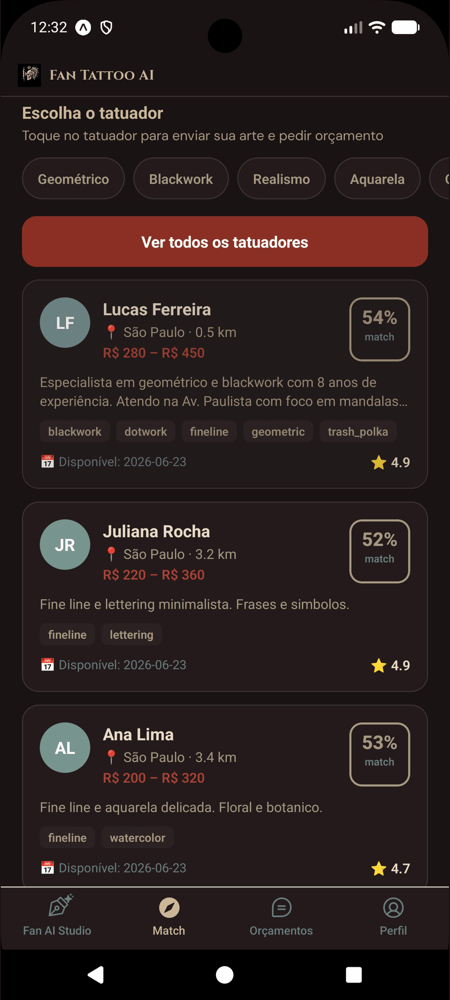 12:32
Fan Tattoo AI
Escolha o tatuador
Toque no tatuador para enviar sua arte e pedir orçamento
Geométrico Blackwork Realismo Aquarela
Ver todos os tatuadores
LF
Lucas Ferreira
São Paulo · 0.5 km
R$ 280 – R$ 450
54%
match
Especialista em geométrico e blackwork com 8 anos de
experiência. Atendo na Av. Paulista com foco em mandalas...
blackwork dotwork fineline geometric trash_polka
July 17 Disponível: 2026-06-23 4.9
JR
Juliana Rocha
São Paulo · 3.2 km
R$ 220 – R$ 360
52%
match
Fine line e lettering minimalista. Frases e simbolos.
fineline lettering
July 17 Disponível: 2026-06-23 4.9
AL
Ana Lima
São Paulo · 3.4 km
R$ 200 – R$ 320
53%
match
Fine line e aquarela delicada. Floral e botanico.
fineline watercolor
July 17 Disponível: 2026-06-23 4.7
Fan AI Studio Match Orçamentos Perfil